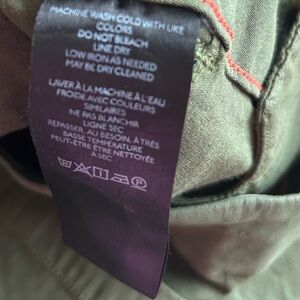 MACHINE WASH COLD WITH LIKE
COLORS
DO NOT BLEACH
LINE DRY
LOW IRON AS NEEDED
MAY BE DRY CLEANED
LAVER À LA MACHINE À L'EAU
FROIDE AVEC COULEURS
SIMILAIRES
NE PAS BLANCHIR
LIGNE SEC
REPASSER, AU BESOIN, À TRÈS
BASSE TEMPÉRATURE
PEUT-ÊTRE ÊTRE NETTOYÉE
À SEC